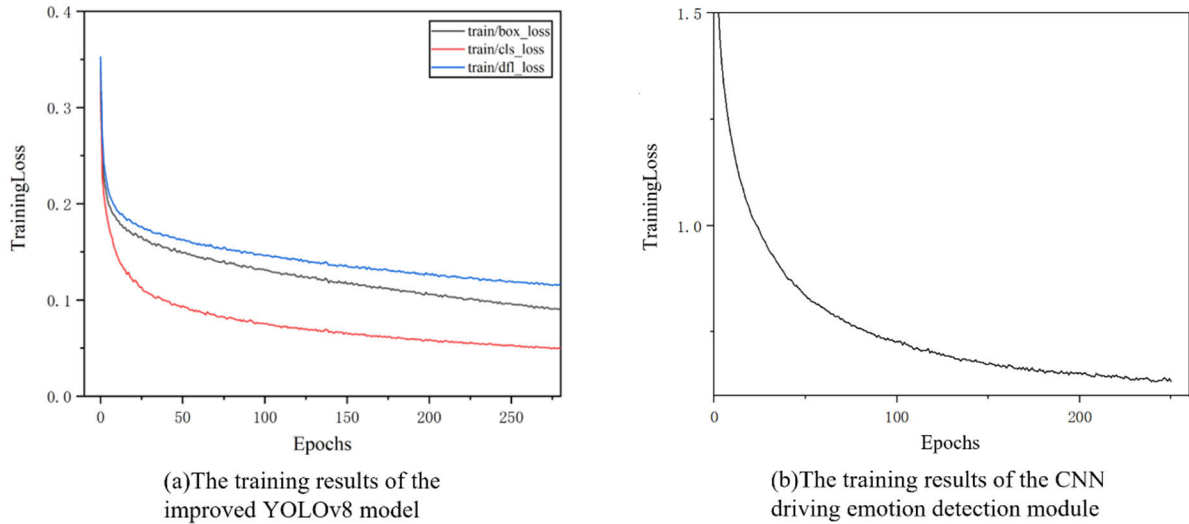 0.4
0.3
0.2
0.1
0.0
TrainingLoss
train/box_loss
train/cls_loss
train/dfl_loss
0 50 100 150 200 250
Epochs
(a)The training results of the
improved YOLOv8 model
1.5
1.0
TrainingLoss
0 100 200
Epochs
(b)The training results of the CNN
driving emotion detection module